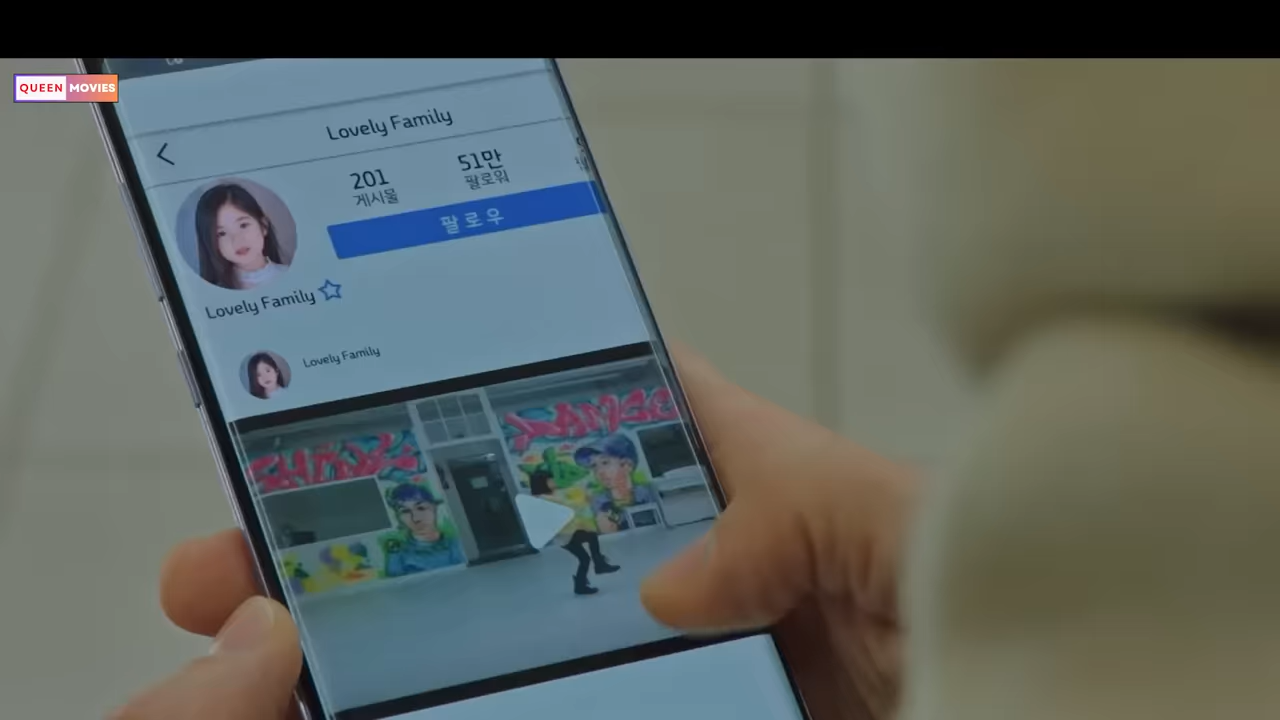 QUEEN MOVIES
Lovely Family
201
51만
게시물
팔로워
팔로우
Lovely Family
Lovely Family